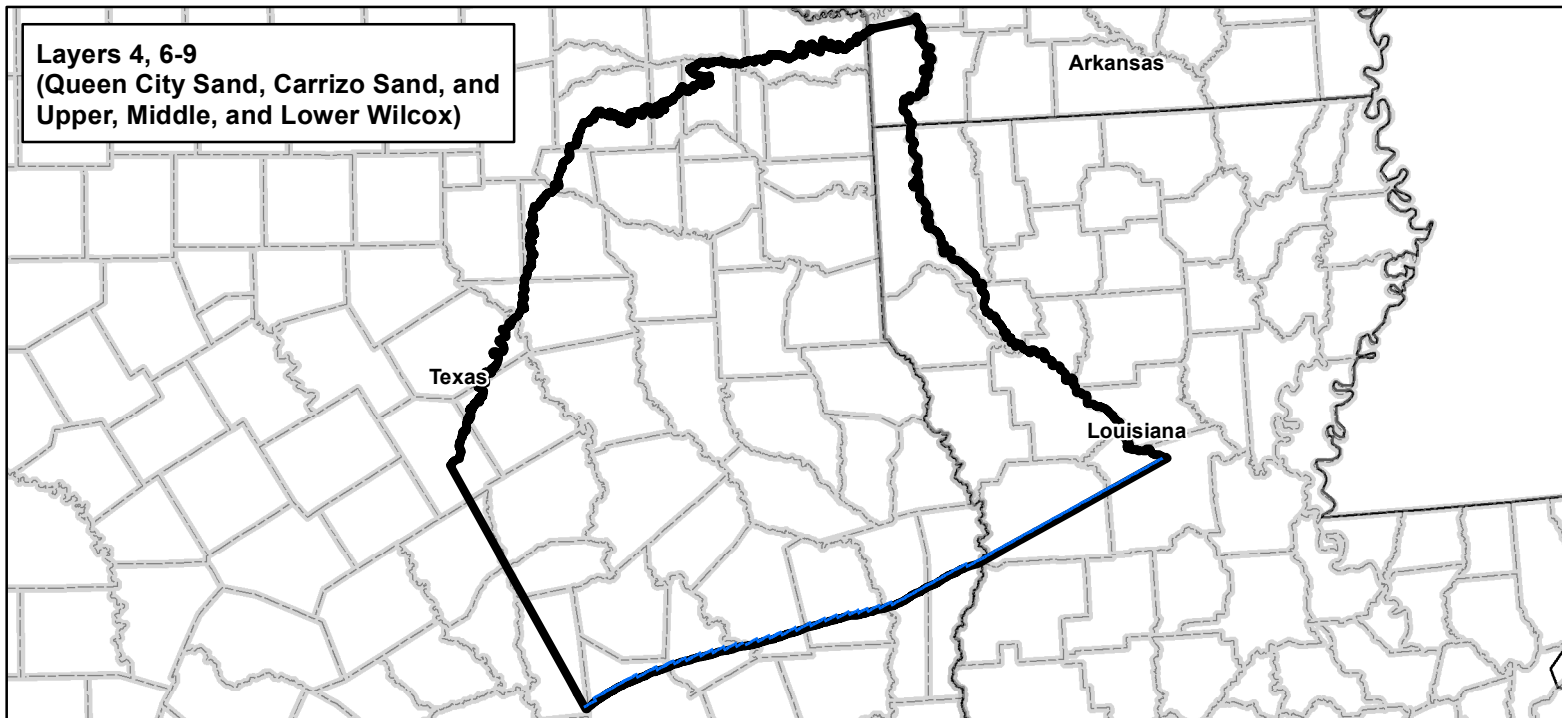 Layers 4, 6-9
(Queen City Sand, Carrizo Sand, and
Upper, Middle, and Lower Wilcox)
Arkansas
Texas
Louisiana